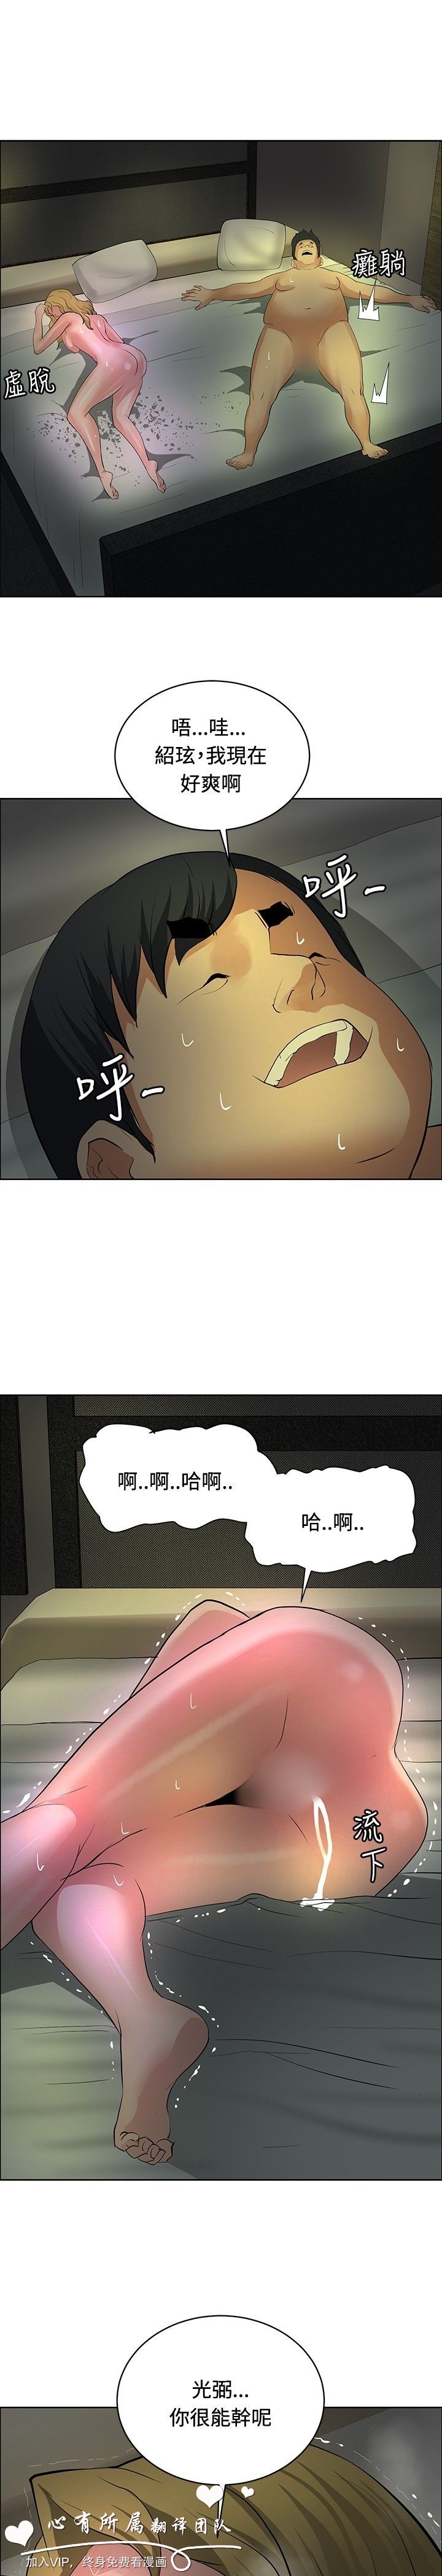 癱躺
虛脫
唔...哇...
紹玹,我現在
好爽啊
呼-
呼-
啊..啊..哈啊..
哈..啊..
流下
光弼...
你很能幹呢
心有所属翻译团队
加入VIP，终身免费看漫画